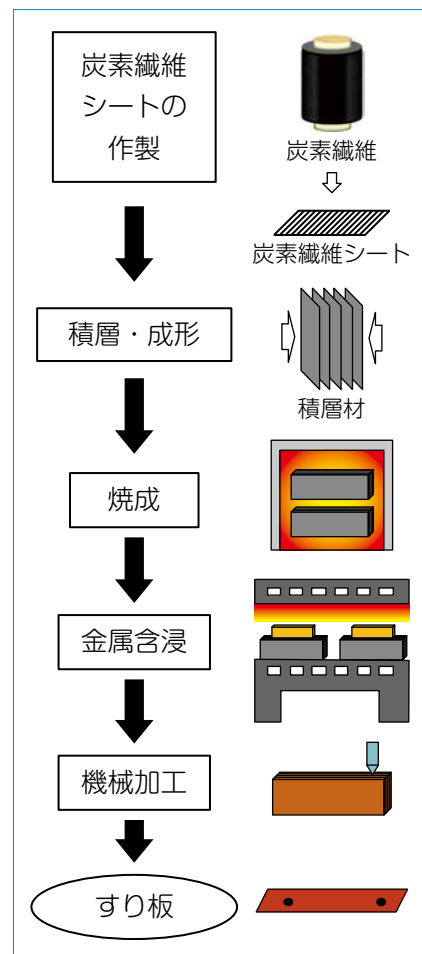 炭素繊維
シートの
作製
炭素繊維
炭素繊維シート
積層・成形
積層材
焼成
金属含浸
機械加工
すり板